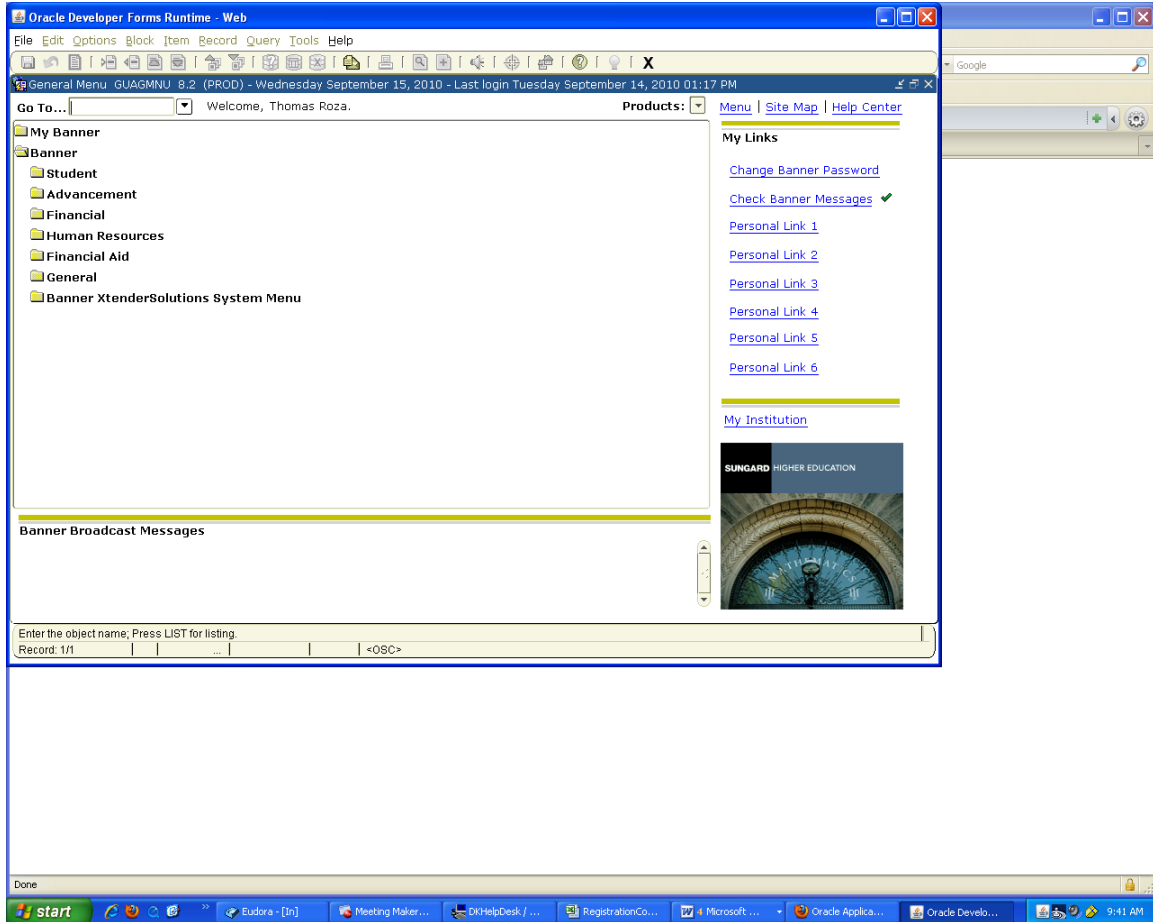 Oracle Developer Forms Runtime - Web
File Edit Options Block Item Record Query Tools Help
X
Google
General Menu GUAGMNU 8.2 (PROD) - Wednesday September 15, 2010 - Last login Tuesday September 14, 2010 01:17 PM
Go To... Welcome, Thomas Roza. Products: Menu | Site Map | Help Center
My Banner
Banner
Student
Advancement
Financial
Human Resources
Financial Aid
General
Banner XtenderSolutions System Menu
My Links
Change Banner Password
Check Banner Messages
Personal Link 1
Personal Link 2
Personal Link 3
Personal Link 4
Personal Link 5
Personal Link 6
My Institution
SUNGARD HIGHER EDUCATION
MATHEMATICS
Banner Broadcast Messages
Enter the object name; Press LIST for listing.
Record: 1/1 ... <OSC>
Done
start Eudora - [In] Meeting Maker... DKHelpDesk / ... RegistrationCo... 4 Microsoft ... Oracle Applica... Oracle Develo... 9:41 AM